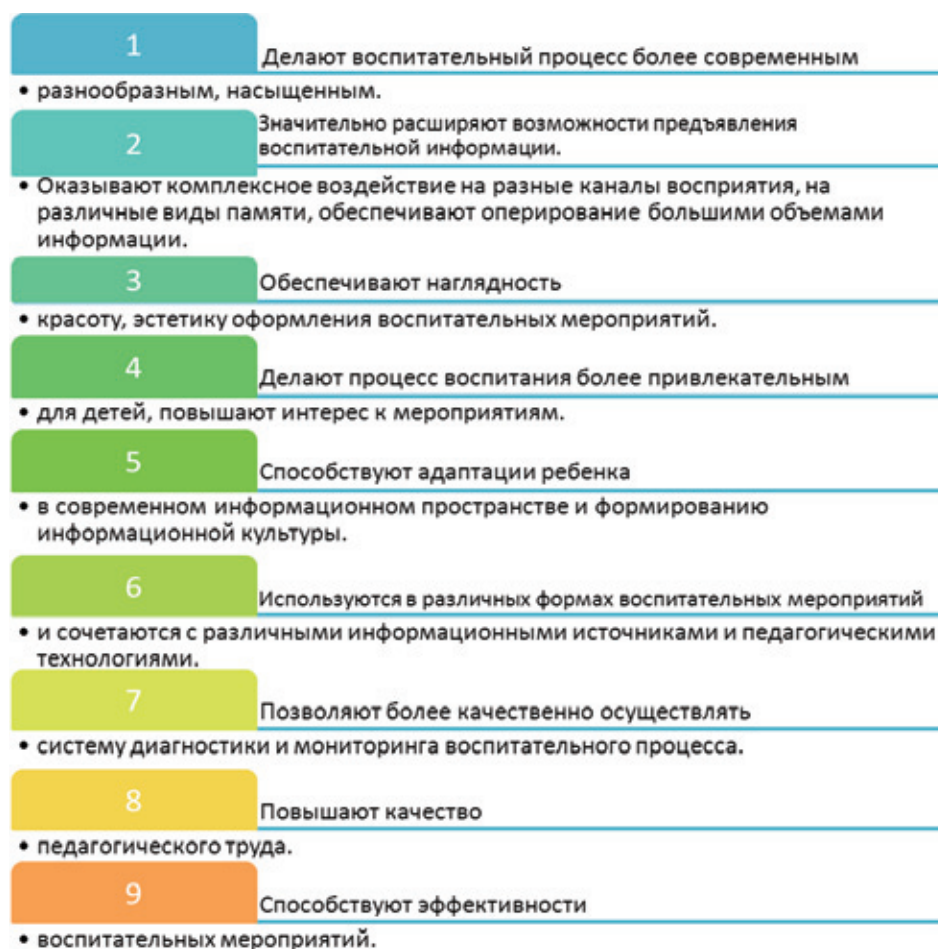 1
Делают воспитательный процесс более современным
• разнообразным, насыщенным.
2
Значительно расширяют возможности предъявления
воспитательной информации.
• Оказывают комплексное воздействие на разные каналы восприятия, на
различные виды памяти, обеспечивают оперирование большими объемами
информации.
3
Обеспечивают наглядность
• красоту, эстетику оформления воспитательных мероприятий.
4
Делают процесс воспитания более привлекательным
• для детей, повышают интерес к мероприятиям.
5
Способствуют адаптации ребенка
• в современном информационном пространстве и формированию
информационной культуры.
6
Используются в различных формах воспитательных мероприятий
• и сочетаются с различными информационными источниками и педагогическими
технологиями.
7
Позволяют более качественно осуществлять
• систему диагностики и мониторинга воспитательного процесса.
8
Повышают качество
• педагогического труда.
9
Способствуют эффективности
• воспитательных мероприятий.